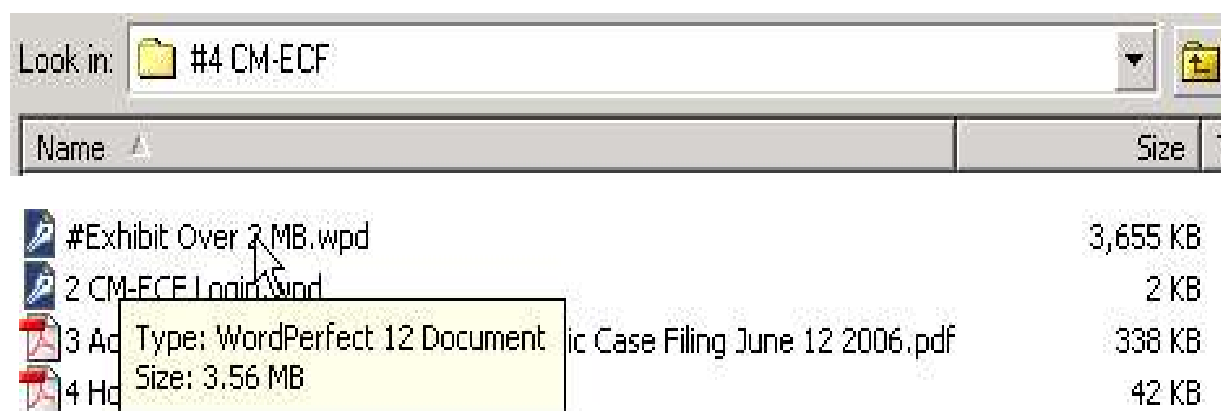 Look in: #4 CM-ECF
Name Size
#Exhibit Over 2 MB.wpd 3,655 KB
2 CM-ECF Login.wpd 2 KB
3 Ad ic Case Filing June 12 2006.pdf 338 KB
Type: WordPerfect 12 Document
4 Ho 42 KB
Size: 3.56 MB